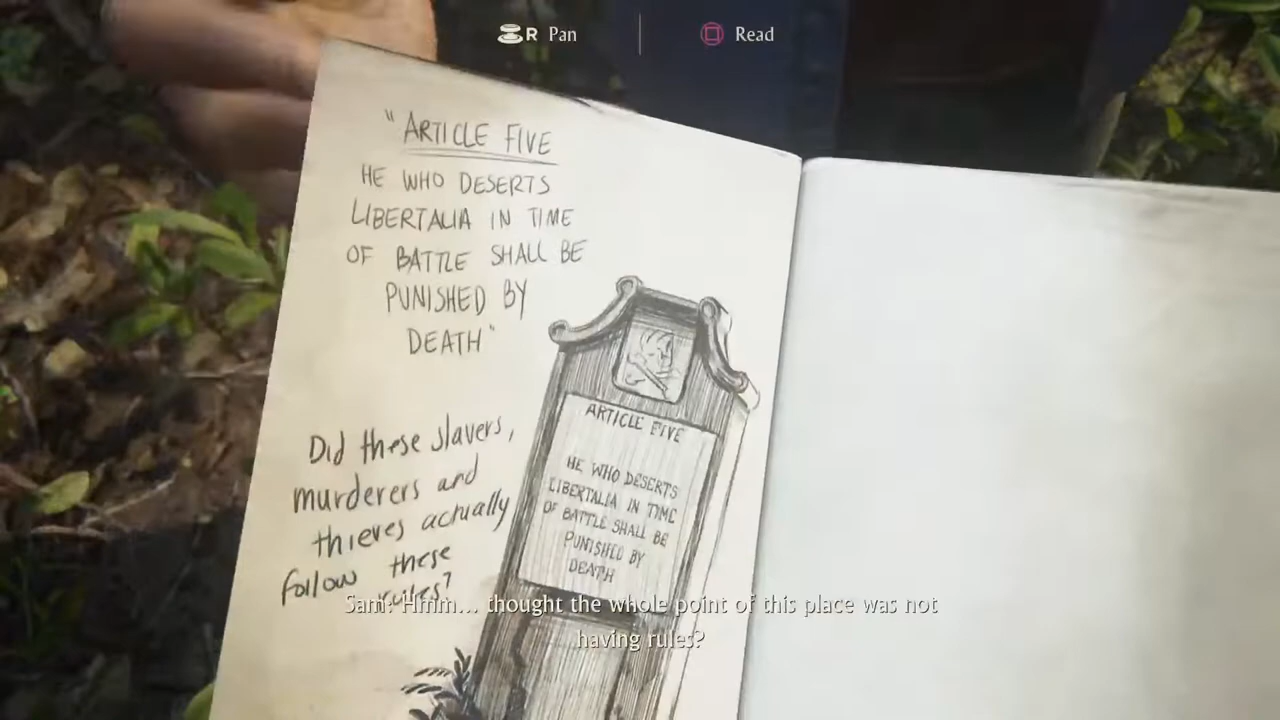 R Pan
Read
"ARTICLE FIVE
HE WHO DESERTS
LIBERTALIA IN TIME
OF BATTLE SHALL BE
PUNISHED BY
DEATH"
Did these slavers,
murderers and
thieves actually
follow these
rules?
ARTICLE FIVE
HE WHO DESERTS
LIBERTALIA IN TIME
OF BATTLE SHALL BE
PUNISHED BY
DEATH
Sam: Hmm... thought the whole point of this place was not
having rules?